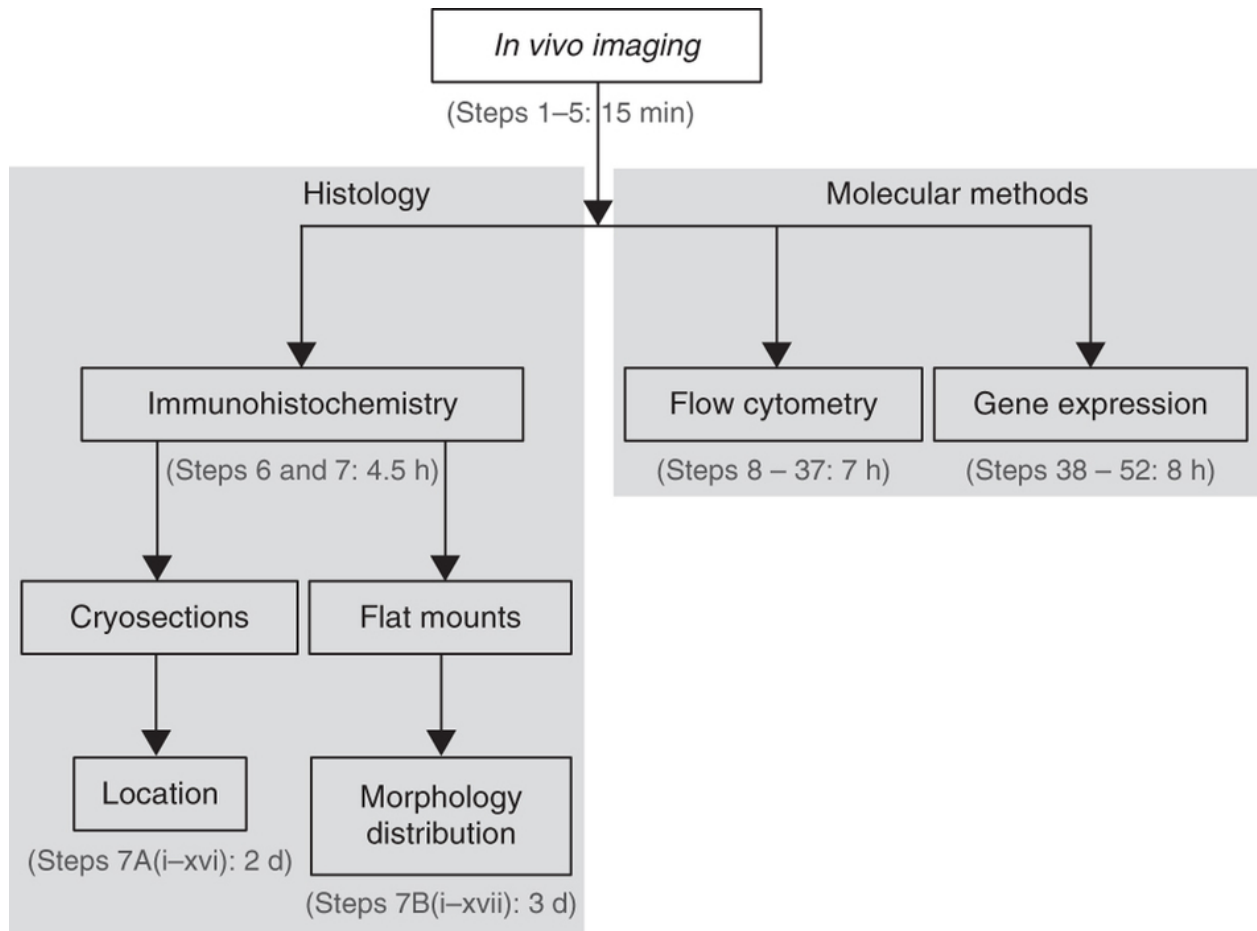 In vivo imaging
(Steps 1–5: 15 min)
Histology
Molecular methods
Immunohistochemistry
Flow cytometry
Gene expression
(Steps 6 and 7: 4.5 h)
(Steps 8 – 37: 7 h)
(Steps 38 – 52: 8 h)
Cryosections
Flat mounts
Location
Morphology
distribution
(Steps 7A(i–xvi): 2 d)
(Steps 7B(i–xvii): 3 d)